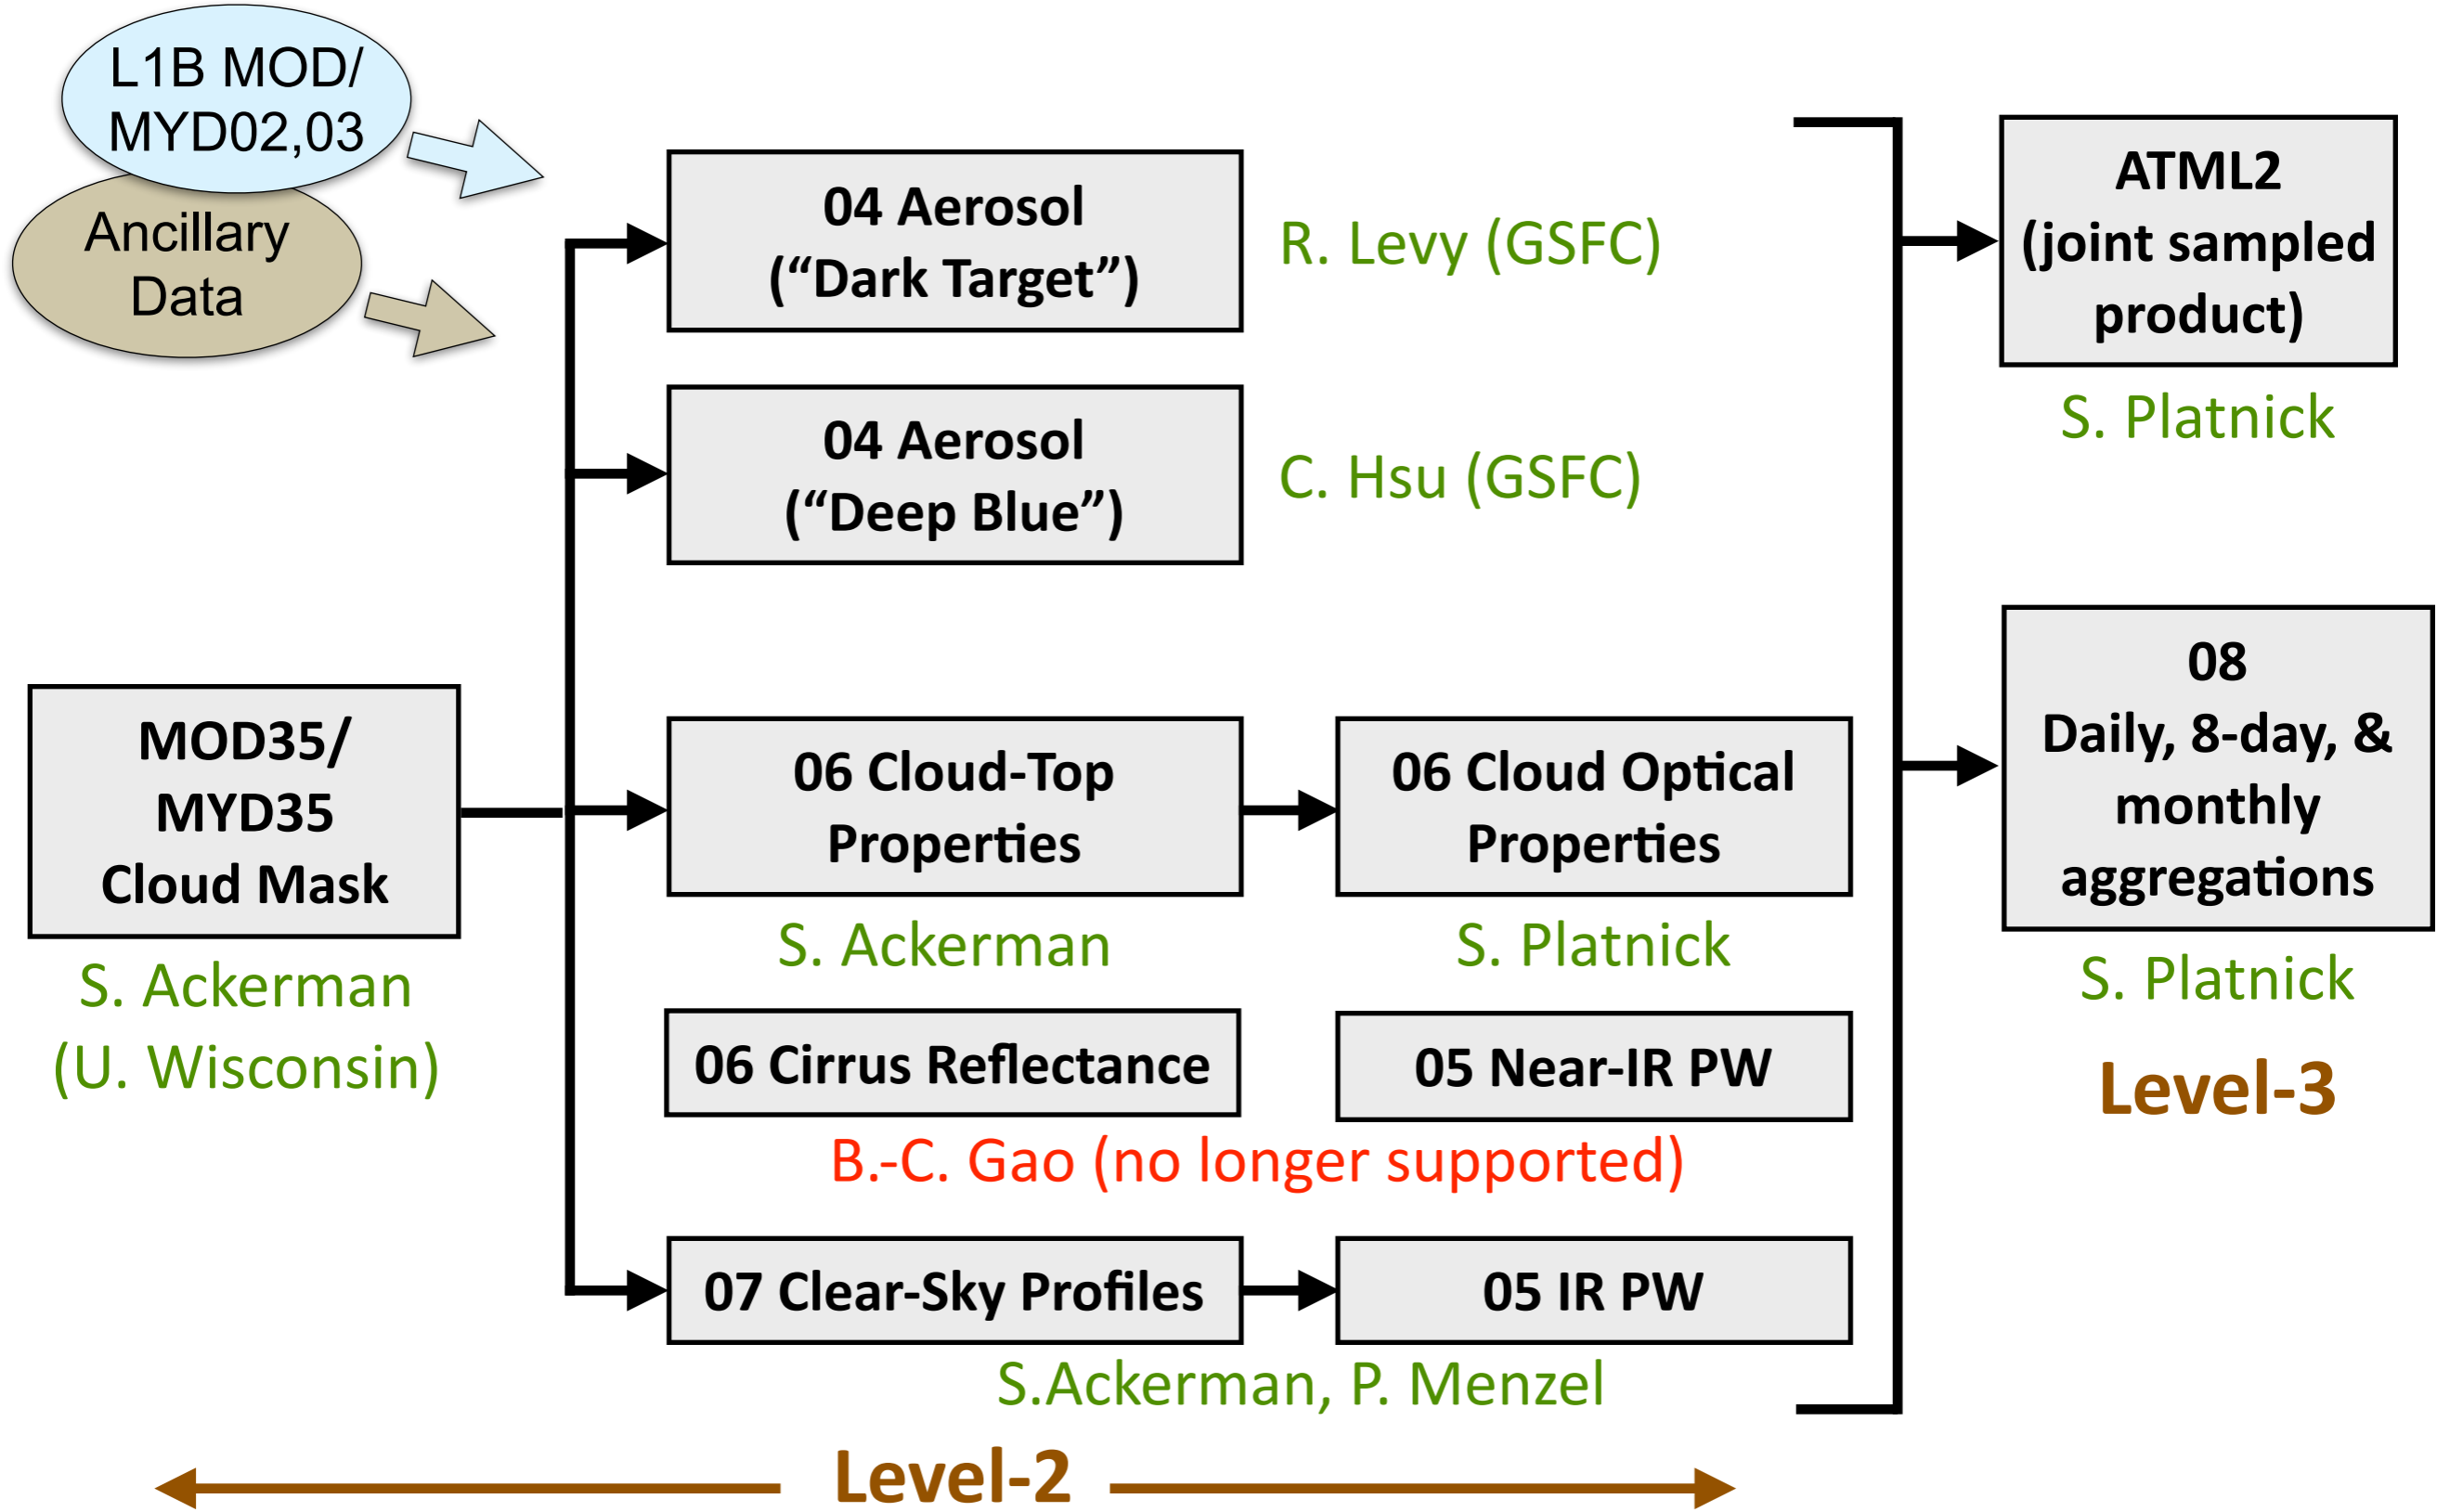 L1B MOD/
MYD02,03
Ancillary
Data
04 Aerosol
(“Dark Target”)
R. Levy (GSFC)
04 Aerosol
(“Deep Blue”)
C. Hsu (GSFC)
MOD35/
MYD35
Cloud Mask
S. Ackerman
(U. Wisconsin)
06 Cloud-Top
Properties
S. Ackerman
06 Cloud Optical
Properties
S. Platnick
06 Cirrus Reflectance
05 Near-IR PW
B.-C. Gao (no longer supported)
07 Clear-Sky Profiles
05 IR PW
S.Ackerman, P. Menzel
Level-2
ATML2
(joint sampled
product)
S. Platnick
08
Daily, 8-day, &
monthly
aggregations
S. Platnick
Level-3